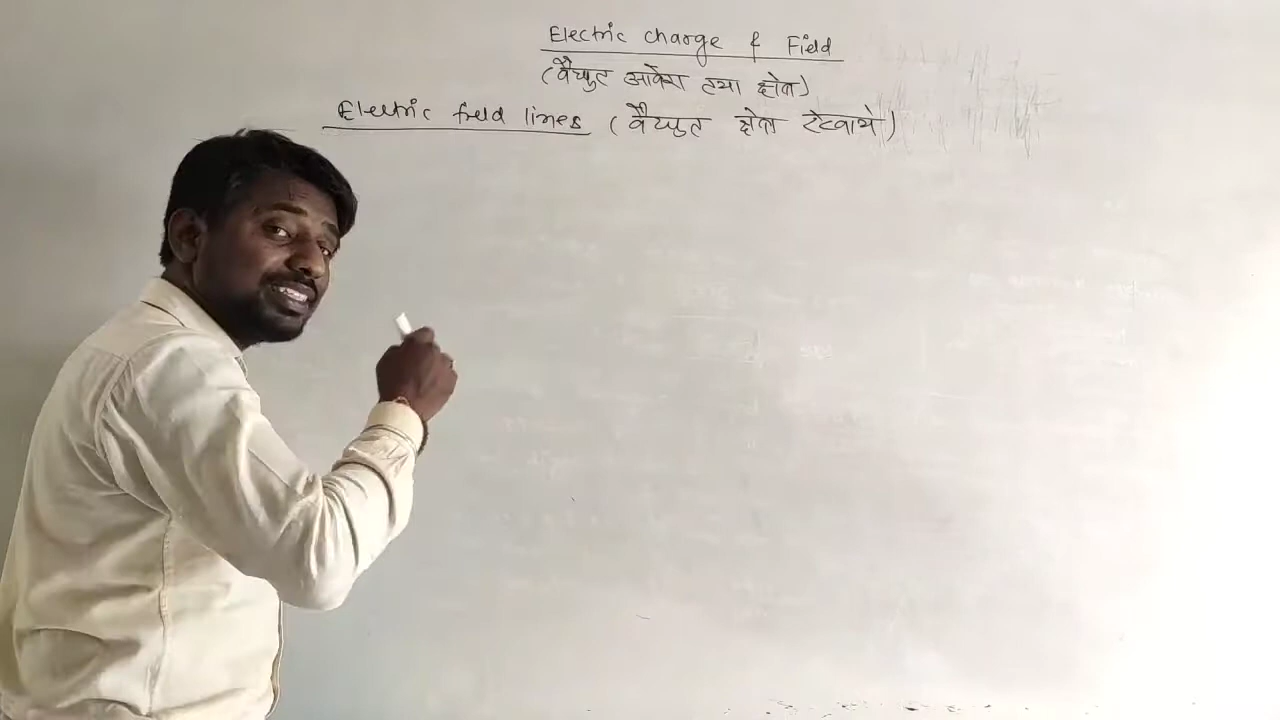 Electric charge & Field
(वैद्युत आवेश तथा क्षेत्र)
Electric field lines (वैद्युत क्षेत्र रेखाये)